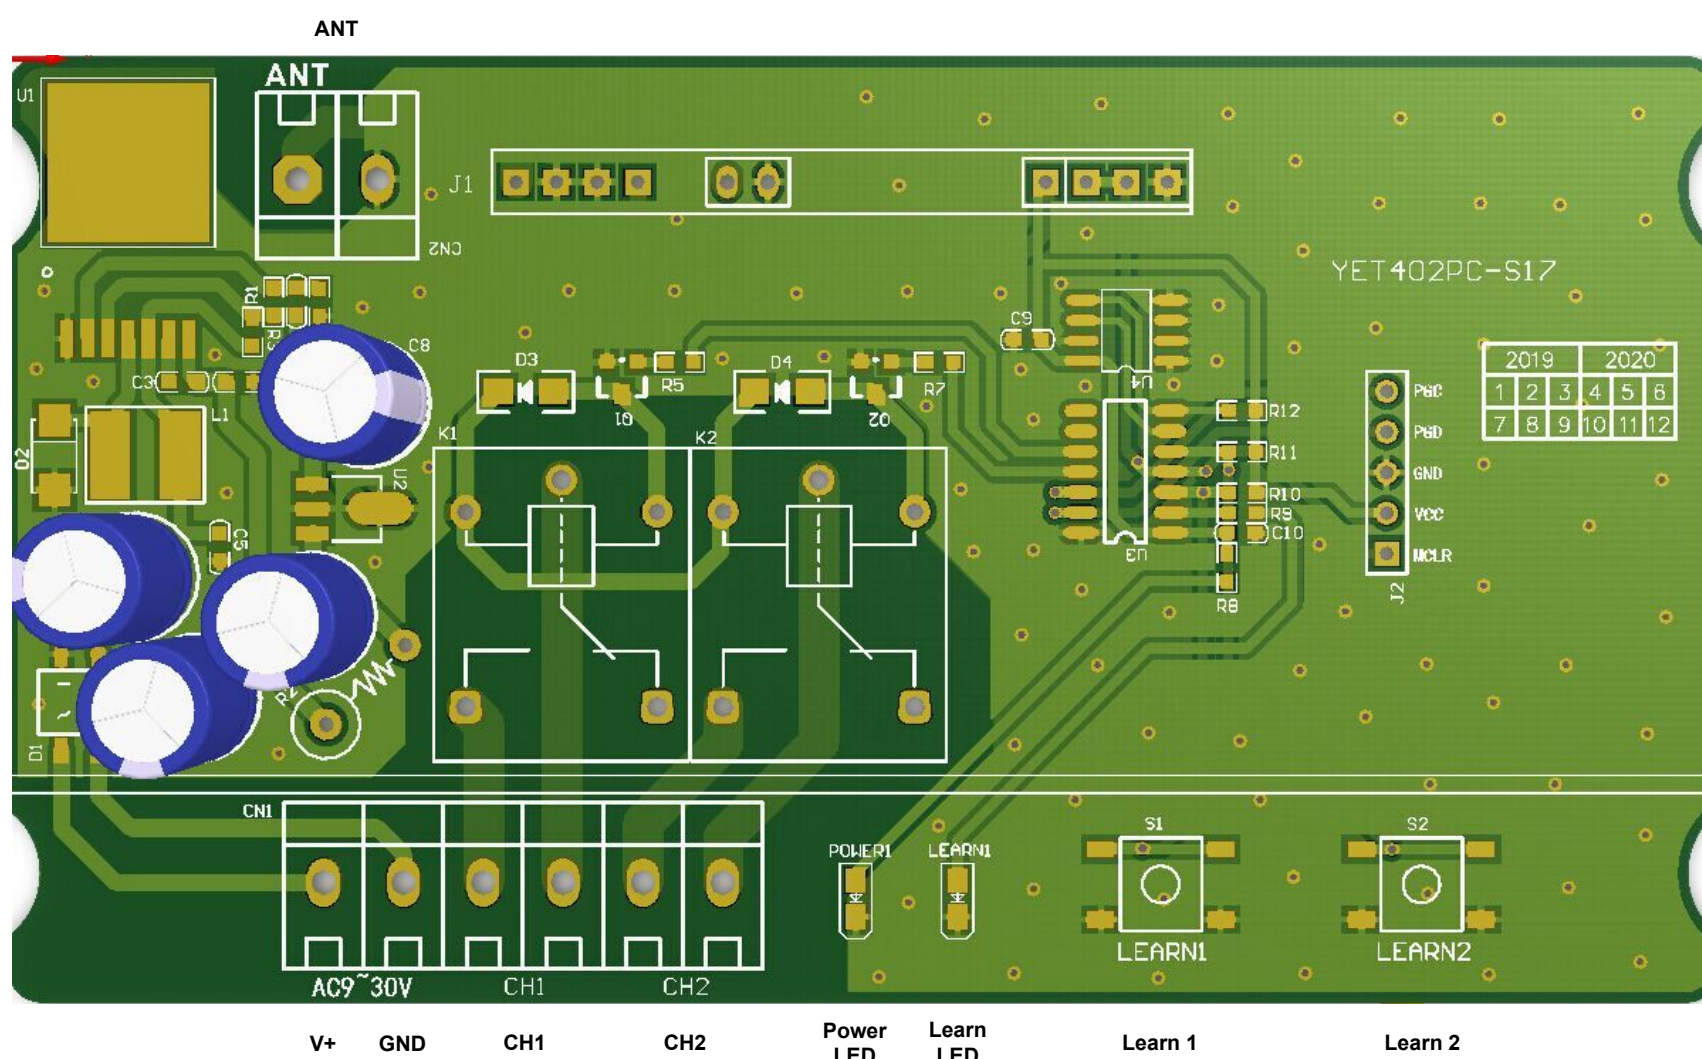 ANT
ANT
U1
J1
CN2
YET402PC-S17
R1
R3
C8
C9
D3
D4
R5
R7
Q1
Q2
U4
2019 2020
1 2 3 4 5 6
7 8 9 10 11 12
C3
L1
D2
U2
K1
K2
R12
R11
R10
R9
C10
U3
R8
PGC
PGD
GND
VCC
MCLR
J2
C5
R2
D1
CN1
POWER1
LEARN1
S1
S2
LEARN1
LEARN2
AC9~30V
CH1
CH2
V+
GND
CH1
CH2
Power
LED
Learn
LED
Learn 1
Learn 2